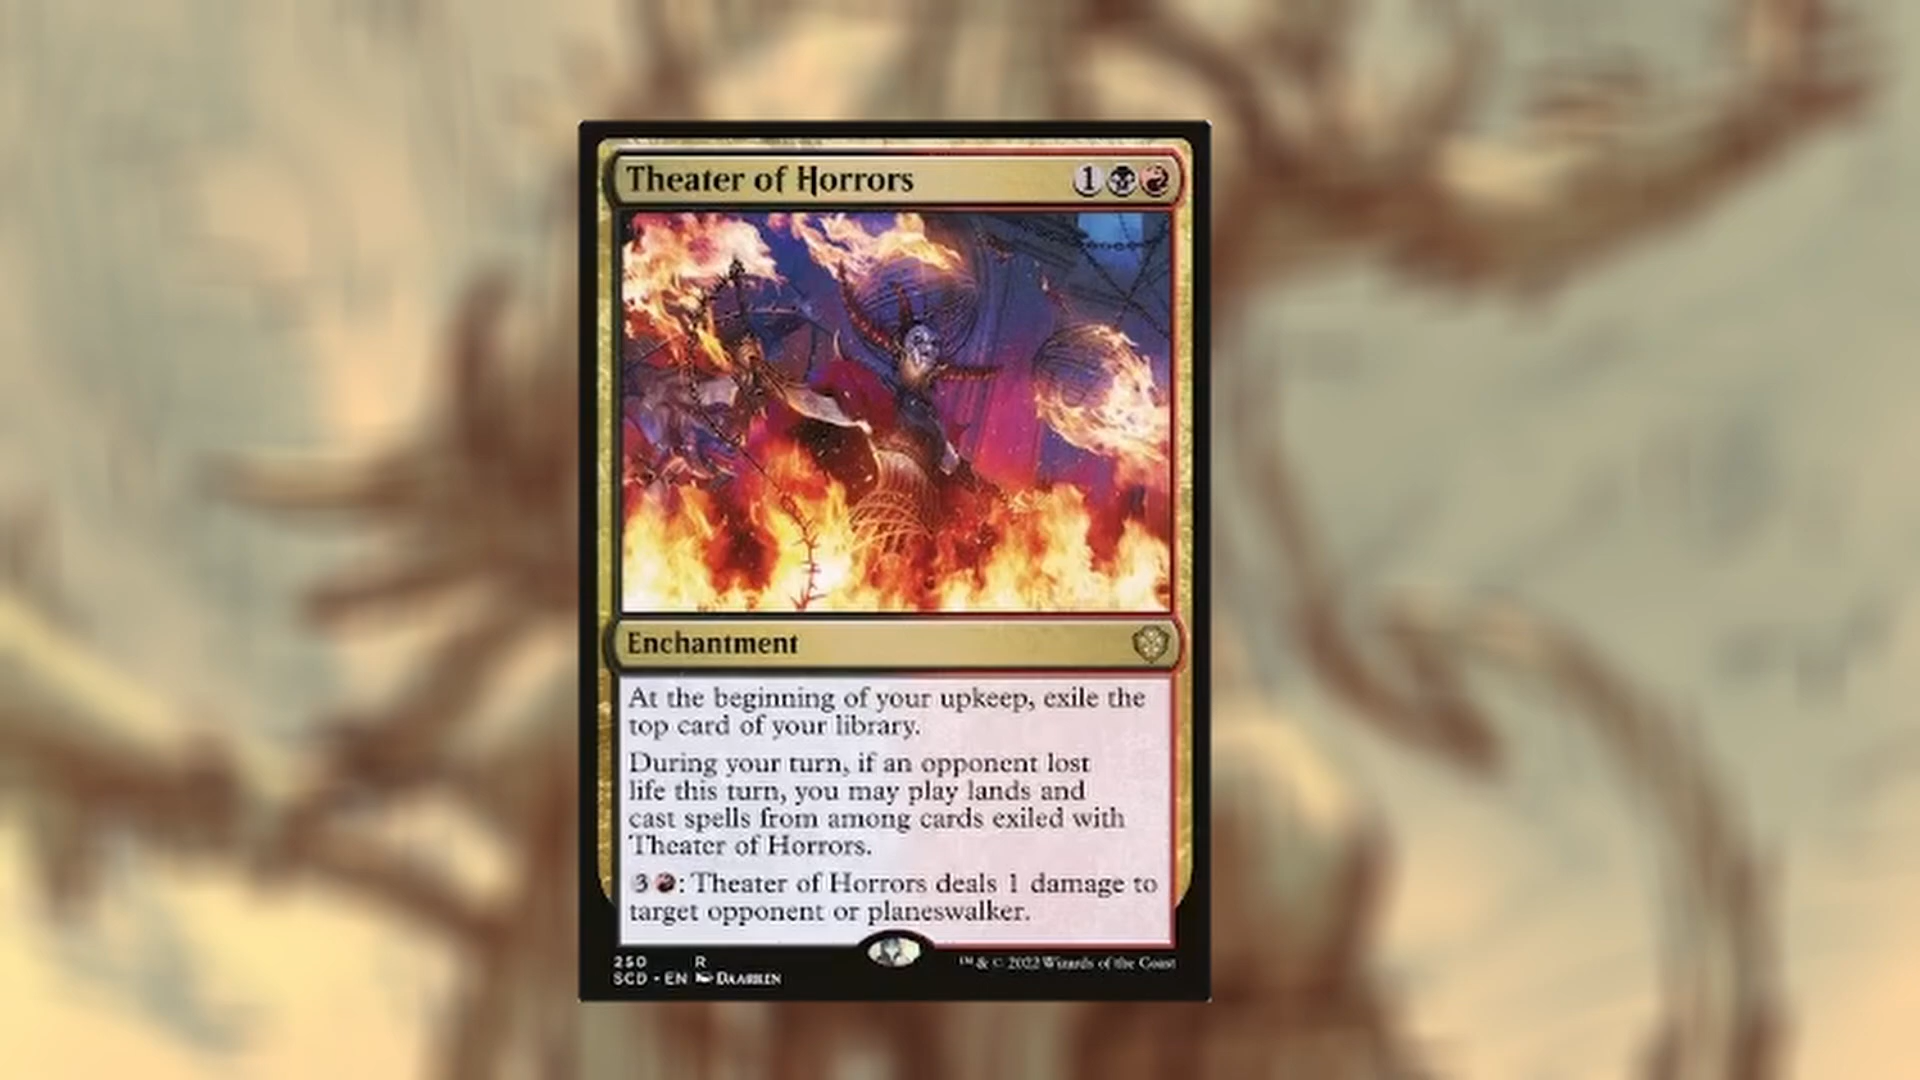 Theater of Horrors 1
Enchantment
At the beginning of your upkeep, exile the
top card of your library.
During your turn, if an opponent lost
life this turn, you may play lands and
cast spells from among cards exiled with
Theater of Horrors.
3 : Theater of Horrors deals 1 damage to
target opponent or planeswalker.
250 R
SCD • EN DAARKEN
™ & © 2022 Wizards of the Coast